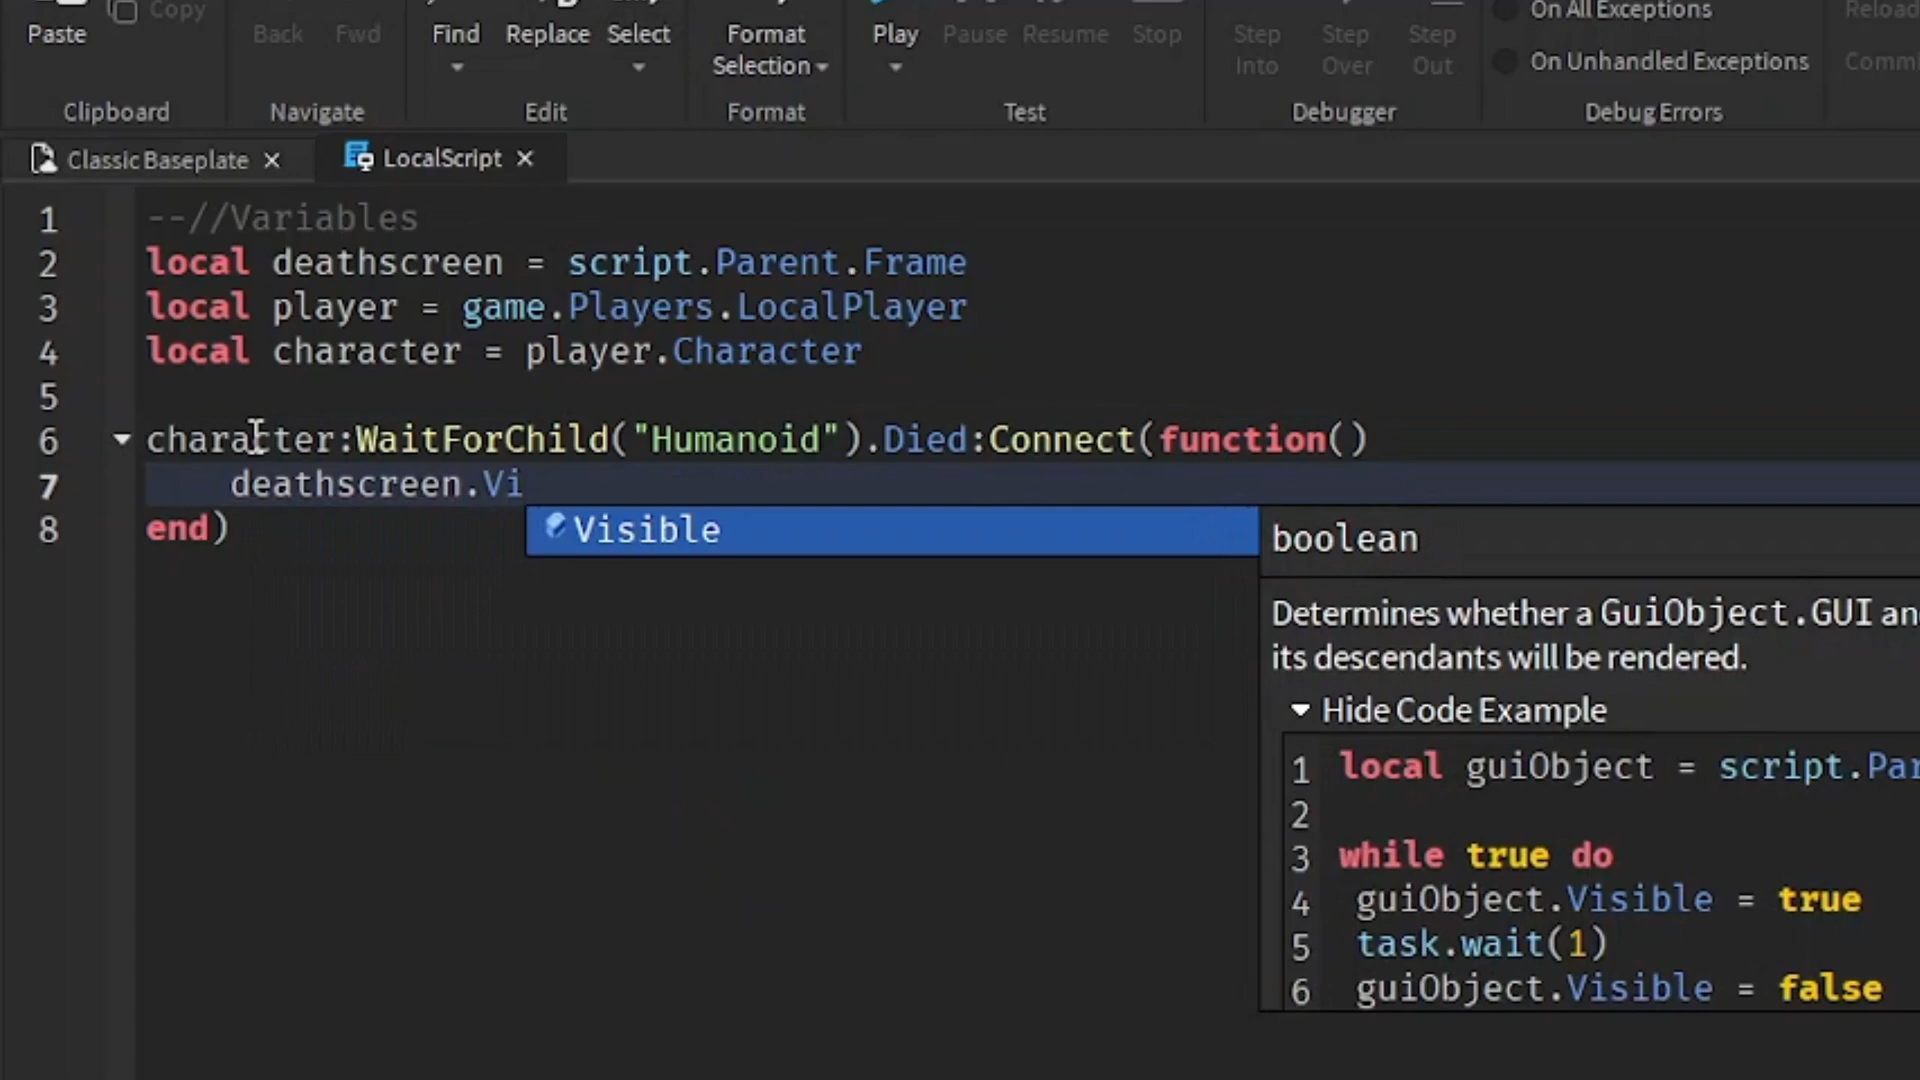 Paste
Copy
Back Fwd
Find Replace Select
Format Selection
Play Pause Resume Stop
Step Into Step Over Step Out
On All Exceptions
On Unhandled Exceptions
Clipboard Navigate Edit Format Test Debugger Debug Errors
Classic Baseplate × LocalScript ×
1 --//Variables
2 local deathscreen = script.Parent.Frame
3 local player = game.Players.LocalPlayer
4 local character = player.Character
5
6 character:WaitForChild("Humanoid").Died:Connect(function()
7 deathscreen.Vi
8 end)
Visible
boolean
Determines whether a GuiObject.GUI
its descendants will be rendered.
Hide Code Example
1 local guiObject = script.Par
2
3 while true do
4 guiObject.Visible = true
5 task.wait(1)
6 guiObject.Visible = false